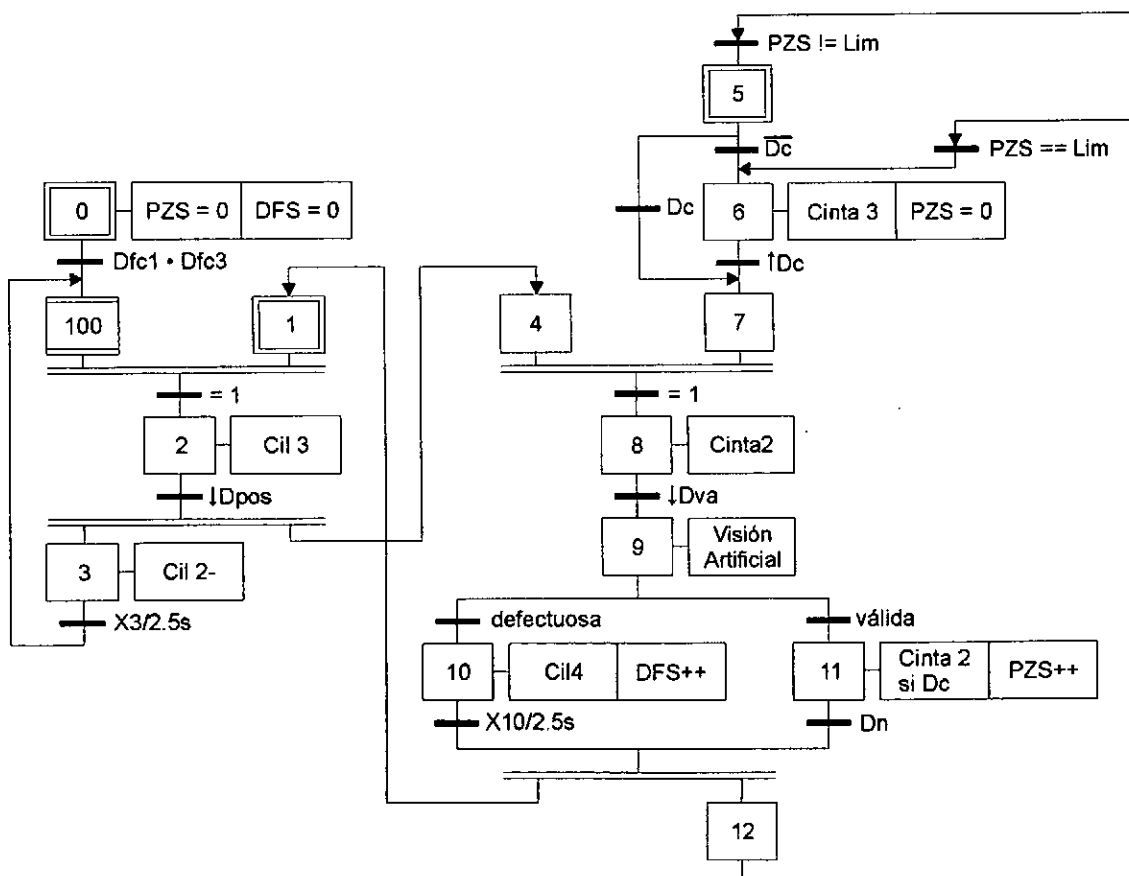 PZS != Lim
5
Dc
PZS == Lim
0
PZS = 0
DFS = 0
Dc
6
Cinta 3
PZS = 0
Dfc1 • Dfc3
↑Dc
100
1
4
7
= 1
= 1
2
Cil 3
8
Cinta2
↓Dpos
↓Dva
3
Cil 2-
9
Visión
Artificial
X3/2.5s
defectuosa
válida
10
Cil4
DFS++
11
Cinta 2
si Dc
PZS++
X10/2.5s
Dn
12